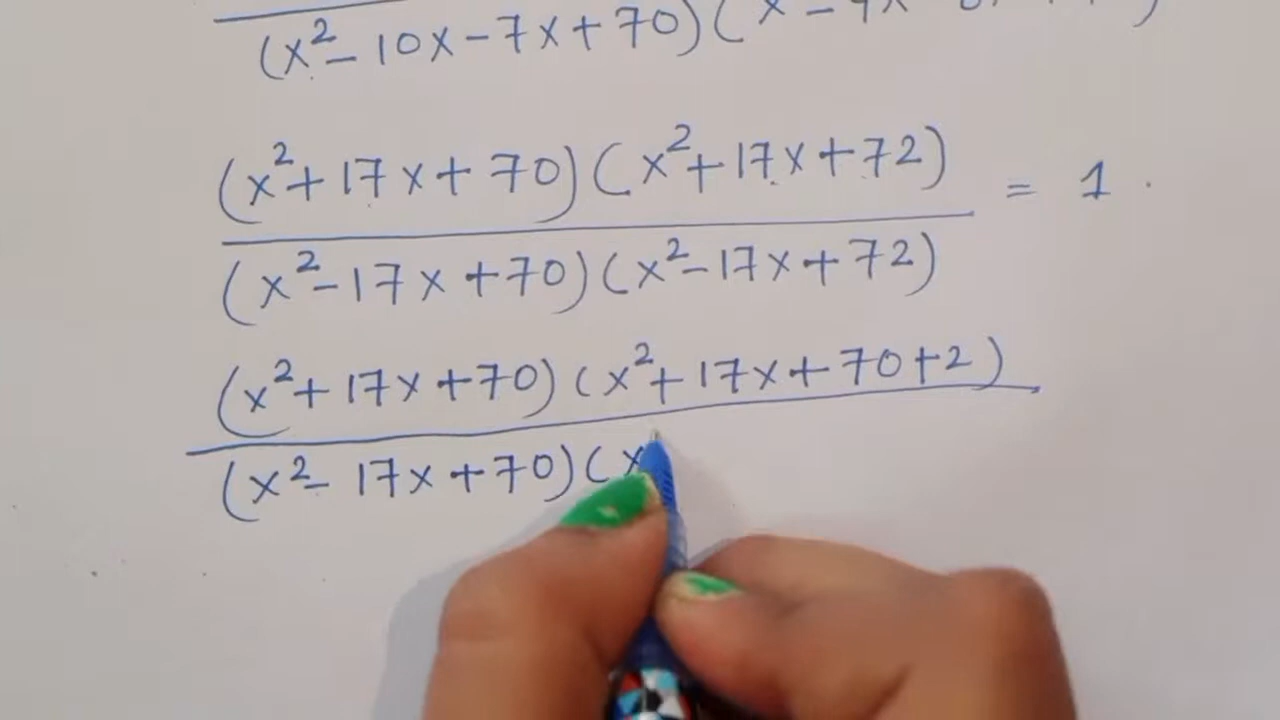 (x²-10x-7x+70)(x
(x²+17x+70)(x²+17x+72)
= 1
(x²-17x+70)(x²-17x+72)
(x²+17x+70)(x²+17x+70+2)
(x²-17x+70)(x